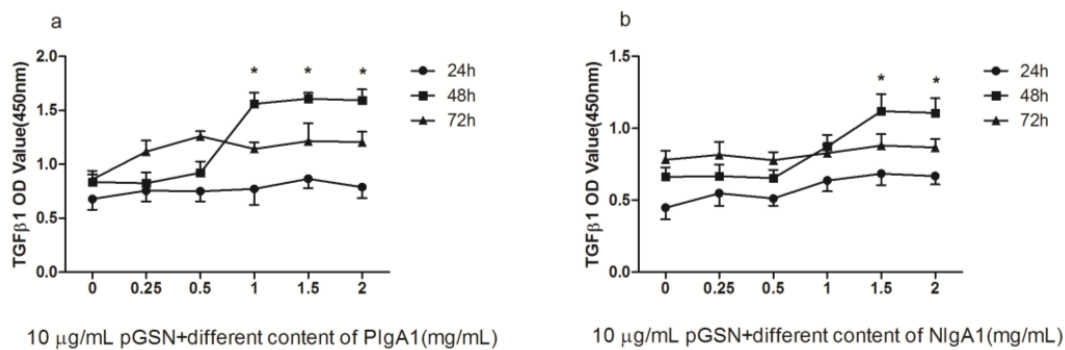 a
TGFβ1 OD Value(450nm)
2.0
1.5
1.0
0.5
0.0
* * *
24h
48h
72h
0 0.25 0.5 1 1.5 2
10 μg/mL pGSN+different content of PIgA1(mg/mL)
b
TGFβ1 OD Value(450nm)
1.5
1.0
0.5
0.0
* *
24h
48h
72h
0 0.25 0.5 1 1.5 2
10 μg/mL pGSN+different content of NIgA1(mg/mL)